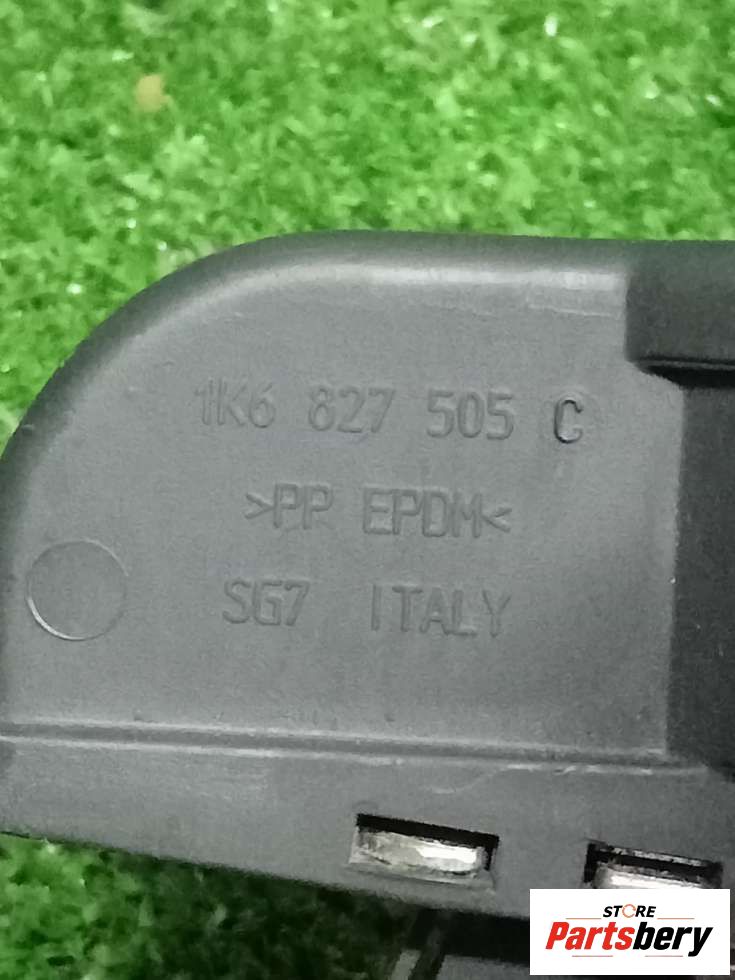 1K6 827 505 C
>PP EPDM<
SG7 ITALY
STORE
Partsbery